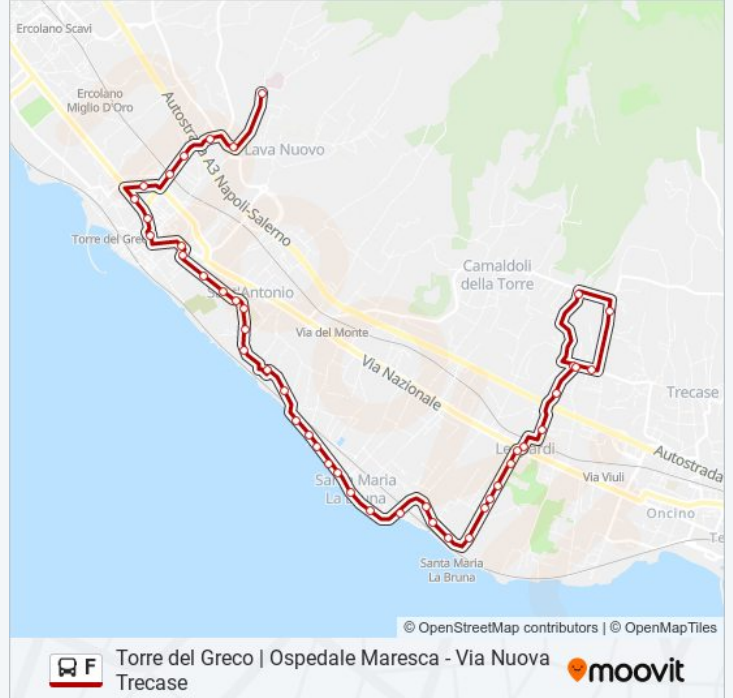 Ercolano Scavi
Ercolano
Miglio D'Oro
Autostrada A3 Napoli-Salerno
Lava Nuovo
Torre del Gre
Camaldoli
della Torre
Sant'Antonio
Via del Monte
Via Nazionale
Trecase
Leopardi
Autostrada
Via Viuli
Santa Maria
La Bruna
Oncino
Te
Santa Maria
La Bruna
© OpenStreetMap contributors | © OpenMapTiles
F
Torre del Greco | Ospedale Maresca - Via Nuova
Trecase
moovit